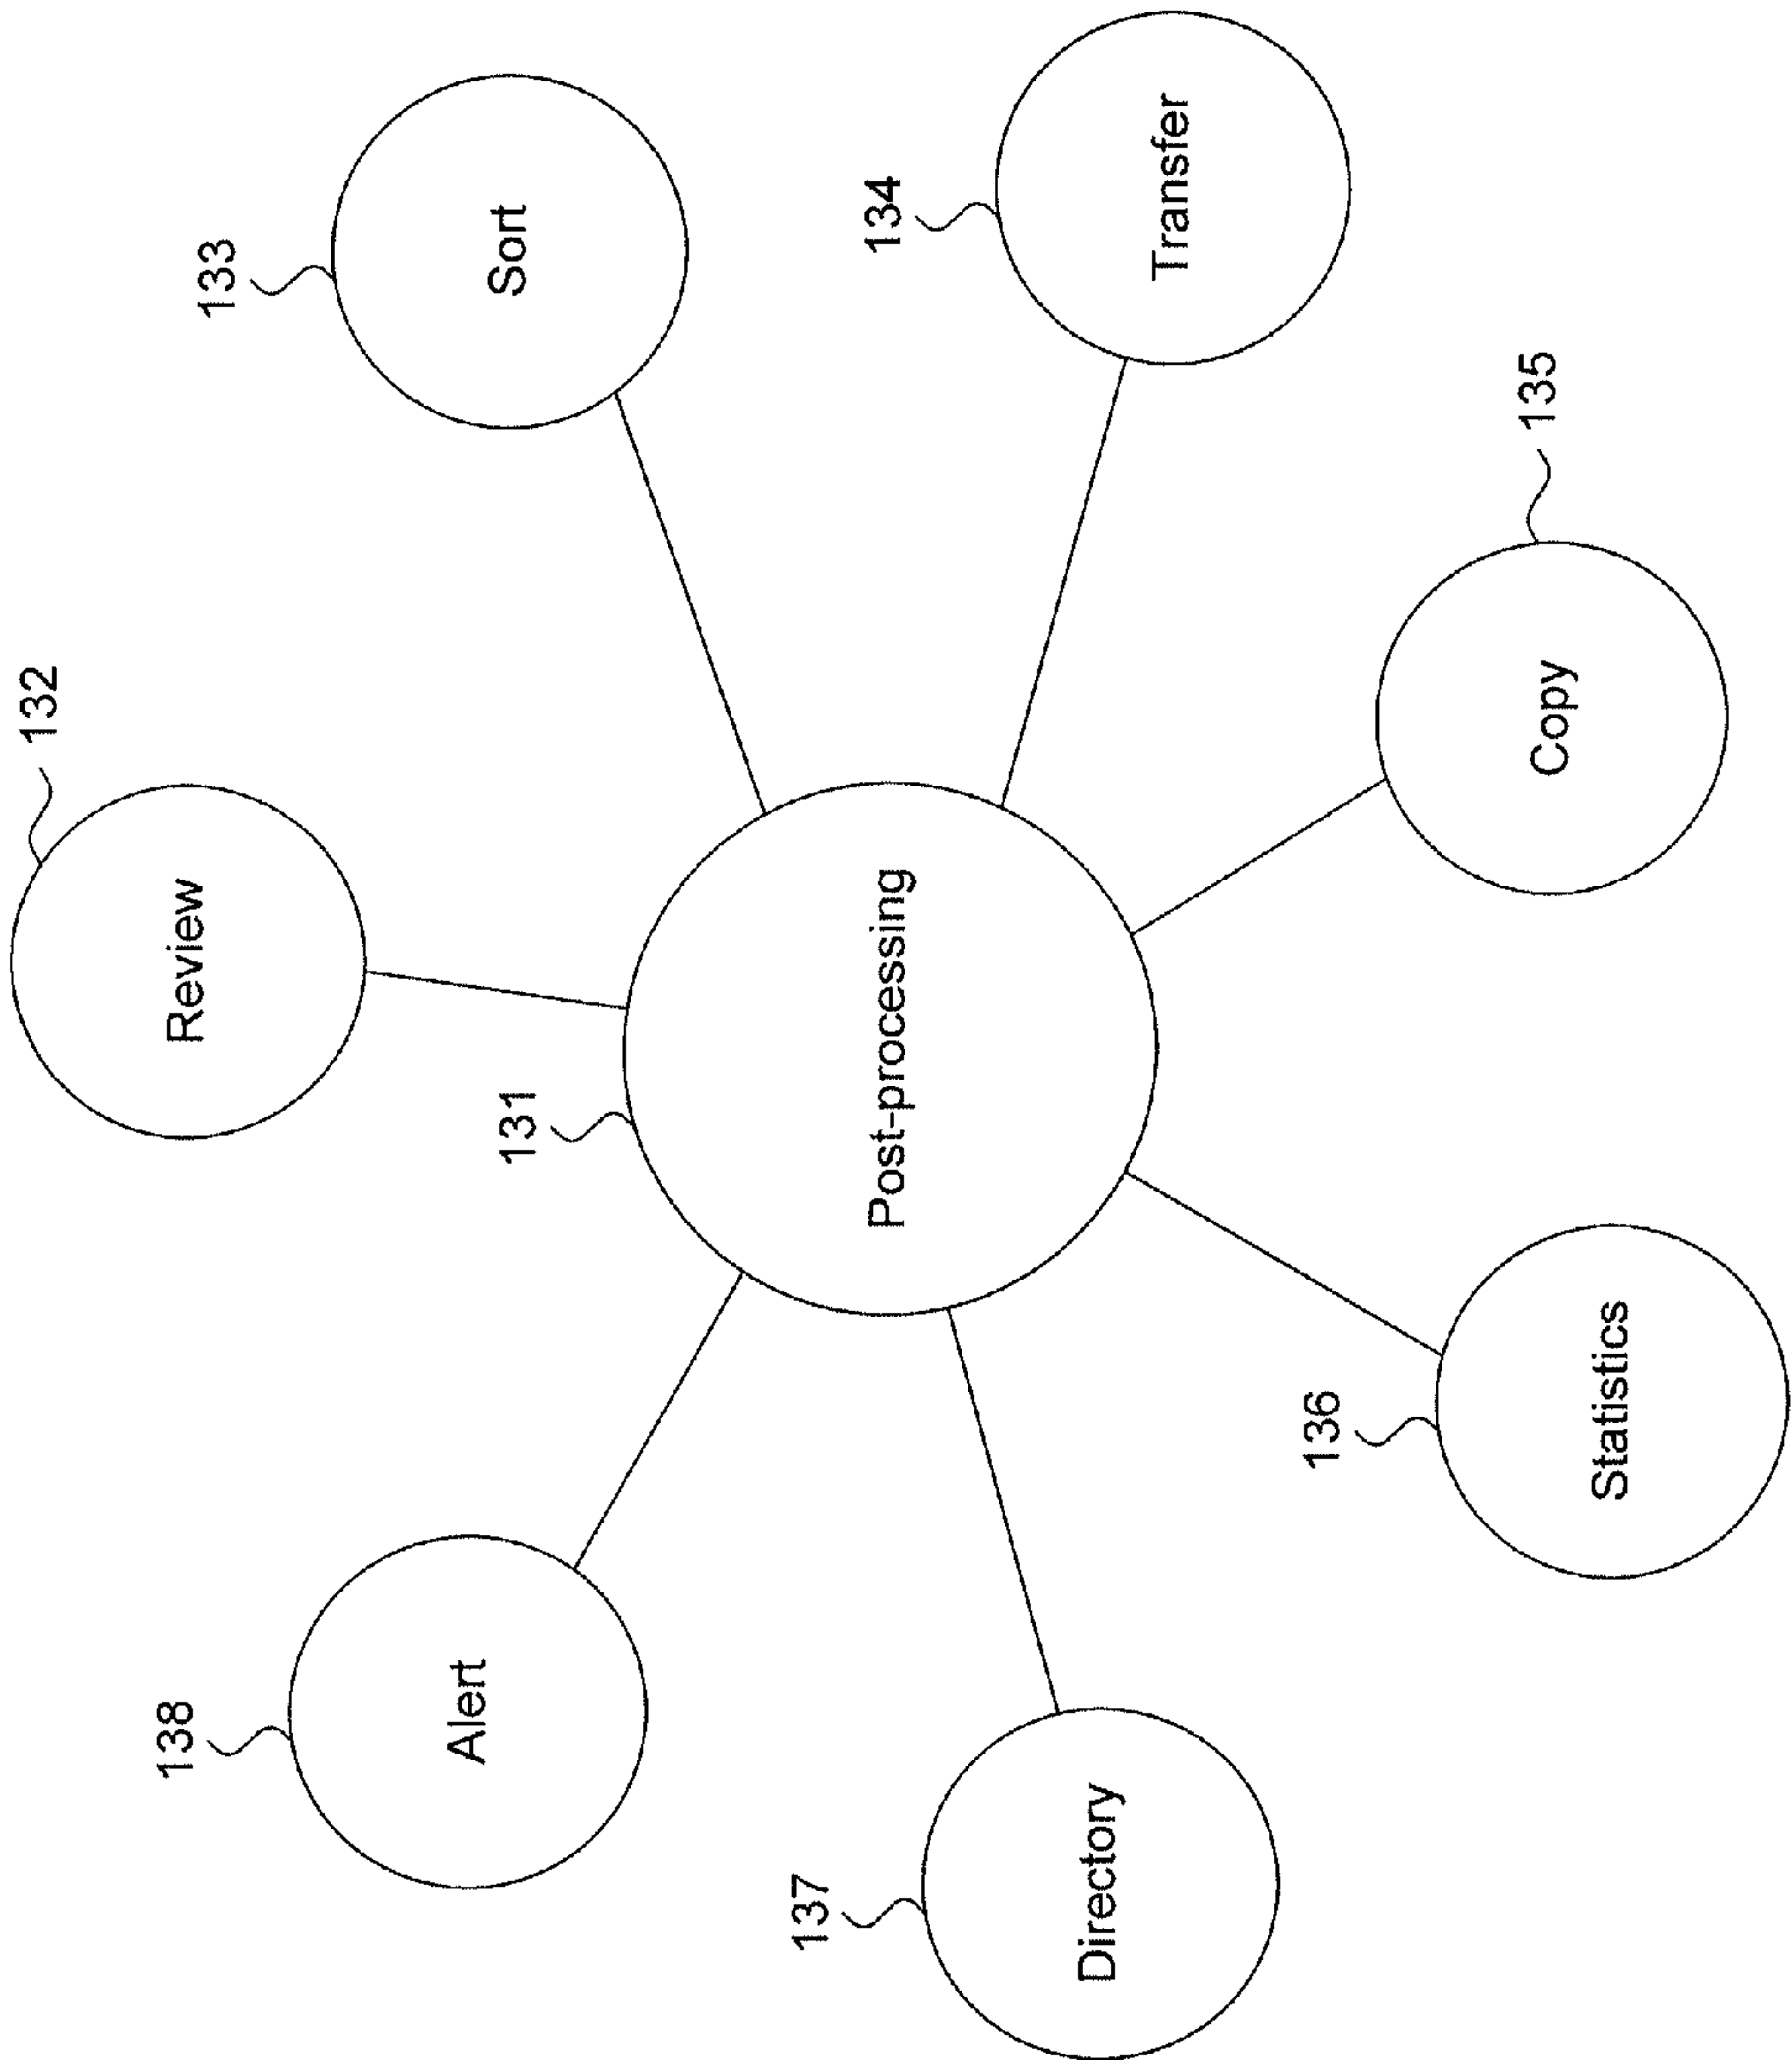 132
Review
133
Sort
138
Alert
131
Post-processing
134
Transfer
137
Directory
136
Statistics
135
Copy